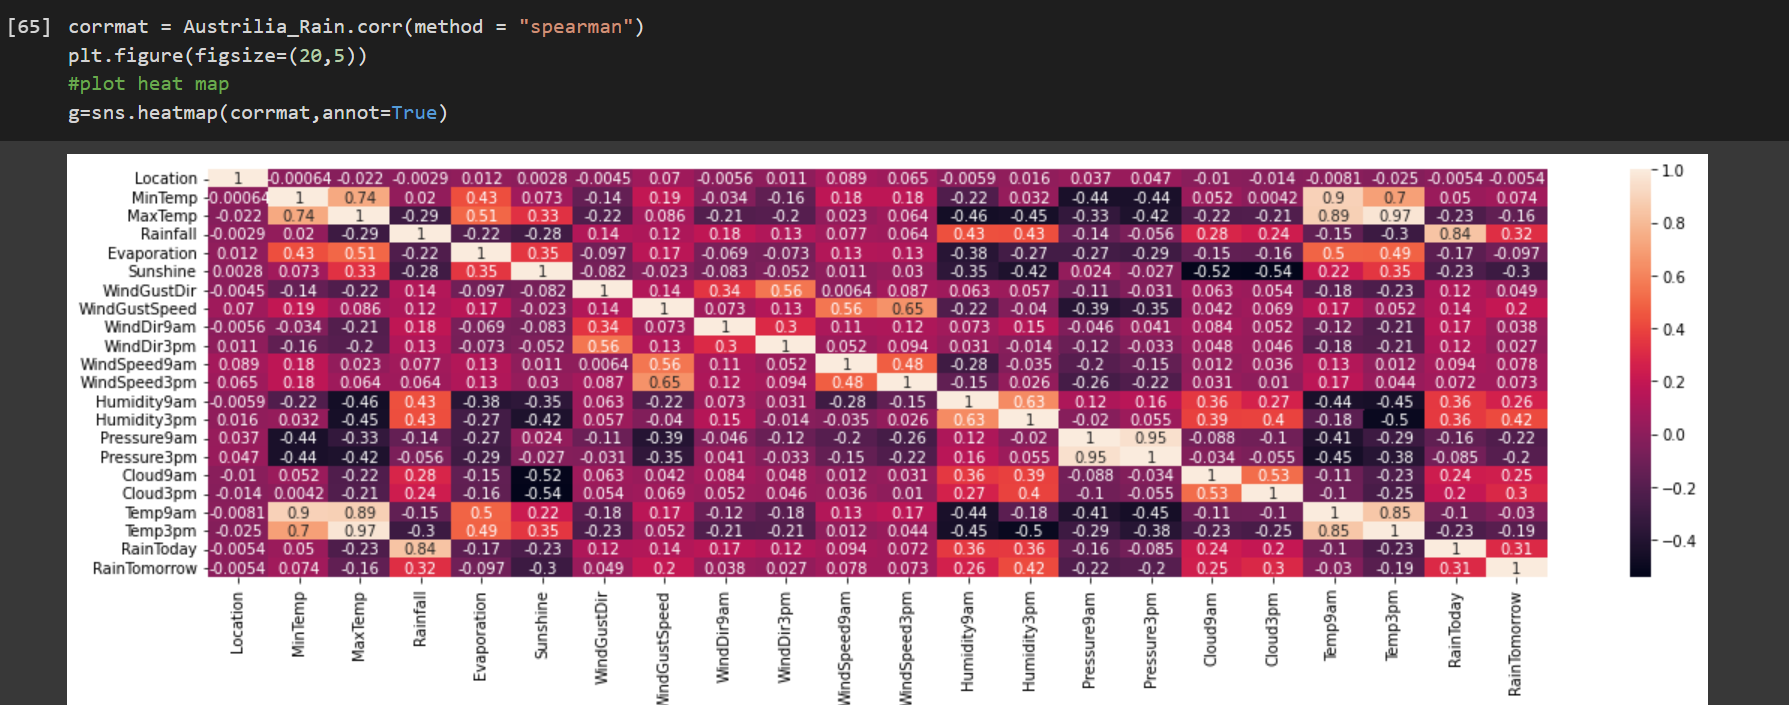 [65] corrmat = Austrilia_Rain.corr(method = "spearman")
plt.figure(figsize=(20,5))
#plot heat map
g=sns.heatmap(corrmat,annot=True)
Location 1 -0.00064 -0.022 -0.0029 0.012 0.0028 -0.0045 0.07 -0.0056 0.011 0.089 0.065 -0.0059 0.016 0.037 0.047 -0.01 -0.014 -0.0081 -0.025 -0.0054 -0.0054
MinTemp -0.00064 1 0.74 0.02 0.43 0.073 -0.14 0.19 -0.034 -0.16 0.18 0.18 -0.22 0.032 -0.44 -0.44 0.052 0.0042 0.9 0.7 0.05 0.074
MaxTemp -0.022 0.74 1 -0.29 0.51 0.33 -0.22 0.086 -0.21 -0.2 0.023 0.064 -0.46 -0.45 -0.33 -0.42 -0.22 -0.21 0.89 0.97 -0.23 -0.16
Rainfall -0.0029 0.02 -0.29 1 -0.22 -0.28 0.14 0.12 0.18 0.13 0.077 0.064 0.43 0.43 -0.14 -0.056 0.28 0.24 -0.15 -0.3 0.84 0.32
Evaporation 0.012 0.43 0.51 -0.22 1 0.35 -0.097 0.17 -0.069 -0.073 0.13 0.13 -0.38 -0.27 -0.27 -0.29 -0.15 -0.16 0.5 0.49 -0.17 -0.097
Sunshine 0.0028 0.073 0.33 -0.28 0.35 1 -0.082 -0.023 -0.083 -0.052 0.011 0.03 -0.35 -0.42 0.024 -0.027 -0.52 -0.54 0.22 0.35 -0.23 -0.3
WindGustDir -0.0045 -0.14 -0.22 0.14 -0.097 -0.082 1 0.14 0.34 0.56 0.0064 0.087 0.063 0.057 -0.11 -0.031 0.063 0.054 -0.18 -0.23 0.12 0.049
WindGustSpeed 0.07 0.19 0.086 0.12 0.17 -0.023 0.14 1 0.073 0.13 0.56 0.65 -0.22 -0.04 -0.39 -0.35 0.042 0.069 0.17 0.052 0.14 0.2
WindDir9am -0.0056 -0.034 -0.21 0.18 -0.069 -0.083 0.34 0.073 1 0.3 0.11 0.12 0.073 0.15 -0.046 0.041 0.084 0.052 -0.12 -0.21 0.17 0.038
WindDir3pm 0.011 -0.16 -0.2 0.13 -0.073 -0.052 0.56 0.13 0.3 1 0.052 0.094 0.031 -0.014 -0.12 -0.033 0.048 0.046 -0.18 -0.21 0.12 0.027
WindSpeed9am 0.089 0.18 0.023 0.077 0.13 0.011 0.0064 0.56 0.11 0.052 1 0.48 -0.28 -0.035 -0.2 -0.15 0.012 0.036 0.13 0.012 0.094 0.078
WindSpeed3pm 0.065 0.18 0.064 0.064 0.13 0.03 0.087 0.65 0.12 0.094 0.48 1 -0.15 0.026 -0.26 -0.22 0.031 0.01 0.17 0.044 0.072 0.073
Humidity9am -0.0059 -0.22 -0.46 0.43 -0.38 -0.35 0.063 -0.22 0.073 0.031 -0.28 -0.15 1 0.63 0.12 0.16 0.36 0.27 -0.44 -0.45 0.36 0.26
Humidity3pm 0.016 0.032 -0.45 0.43 -0.27 -0.42 0.057 -0.04 0.15 -0.014 -0.035 0.026 0.63 1 -0.02 0.055 0.39 0.4 -0.18 -0.5 0.36 0.42
Pressure9am 0.037 -0.44 -0.33 -0.14 -0.27 0.024 -0.11 -0.39 -0.046 -0.12 -0.2 -0.26 0.12 -0.02 1 0.95 -0.088 -0.1 -0.41 -0.29 -0.16 -0.22
Pressure3pm 0.047 -0.44 -0.42 -0.056 -0.29 -0.027 -0.031 -0.35 0.041 -0.033 -0.15 -0.22 0.16 0.055 0.95 1 -0.034 -0.055 -0.45 -0.38 -0.085 -0.2
Cloud9am -0.01 0.052 -0.22 0.28 -0.15 -0.52 0.063 0.042 0.084 0.048 0.012 0.031 0.36 0.39 -0.088 -0.034 1 0.53 -0.11 -0.23 0.24 0.25
Cloud3pm -0.014 0.0042 -0.21 0.24 -0.16 -0.54 0.054 0.069 0.052 0.046 0.036 0.01 0.27 0.4 -0.1 -0.055 0.53 1 -0.1 -0.25 0.2 0.3
Temp9am -0.0081 0.9 0.89 -0.15 0.5 0.22 -0.18 0.17 -0.12 -0.18 0.13 0.17 -0.44 -0.18 -0.41 -0.45 -0.11 -0.1 1 0.85 -0.1 -0.03
Temp3pm -0.025 0.7 0.97 -0.3 0.49 0.35 -0.23 0.052 -0.21 -0.21 0.012 0.044 -0.45 -0.5 -0.29 -0.38 -0.23 -0.25 0.85 1 -0.23 -0.19
RainToday -0.0054 0.05 -0.23 0.84 -0.17 -0.23 0.12 0.14 0.17 0.12 0.094 0.072 0.36 0.36 -0.16 -0.085 0.24 0.2 -0.1 -0.23 1 0.31
RainTomorrow -0.0054 0.074 -0.16 0.32 -0.097 -0.3 0.049 0.2 0.038 0.027 0.078 0.073 0.26 0.42 -0.22 -0.2 0.25 0.3 -0.03 -0.19 0.31 1
Location MinTemp MaxTemp Rainfall Evaporation Sunshine WindGustDir WindGustSpeed WindDir9am WindDir3pm WindSpeed9am WindSpeed3pm Humidity9am Humidity3pm Pressure9am Pressure3pm Cloud9am Cloud3pm Temp9am Temp3pm RainToday RainTomorrow
1.0
0.8
0.6
0.4
0.2
0.0
−0.2
−0.4